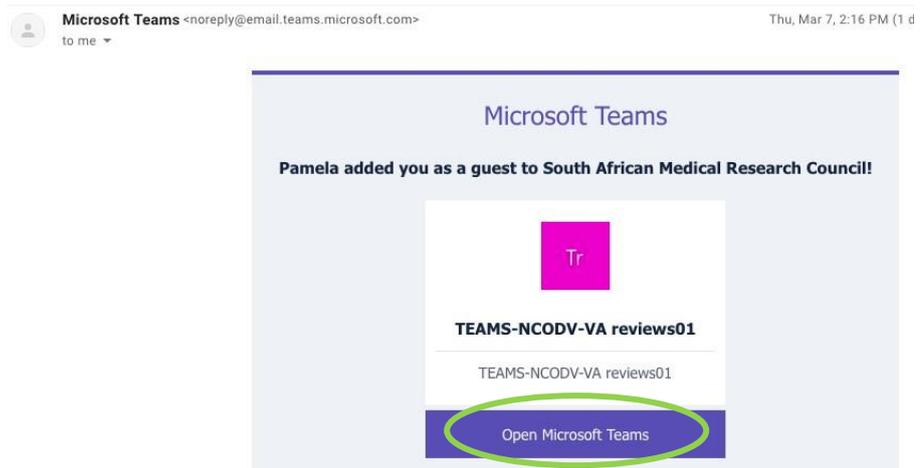 Microsoft Teams <noreply@email.teams.microsoft.com>
Thu, Mar 7, 2:16 PM (1 d
to me
Microsoft Teams
Pamela added you as a guest to South African Medical Research Council!
Tr
TEAMS-NCODV-VA reviews01
TEAMS-NCODV-VA reviews01
Open Microsoft Teams